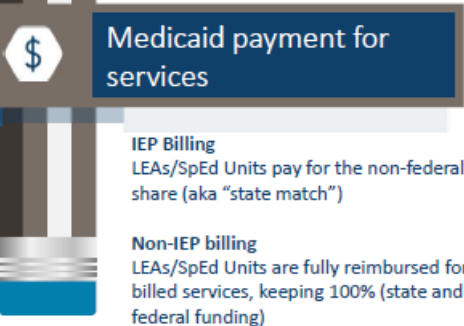 $
Medicaid payment for
services
IEP Billing
LEAs/SpEd Units pay for the non-federal
share (aka “state match”)
Non-IEP billing
LEAs/SpEd Units are fully reimbursed for
billed services, keeping 100% (state and
federal funding)